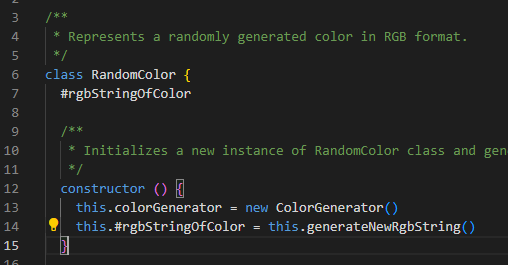 3 /**
4 * Represents a randomly generated color in RGB format.
5 */
6 class RandomColor {
7 #rgbStringOfColor
8
9 /**
10 * Initializes a new instance of RandomColor class and gen
11 */
12 constructor () {
13 this.colorGenerator = new ColorGenerator()
14 this.#rgbStringOfColor = this.generateNewRgbString()
15 }